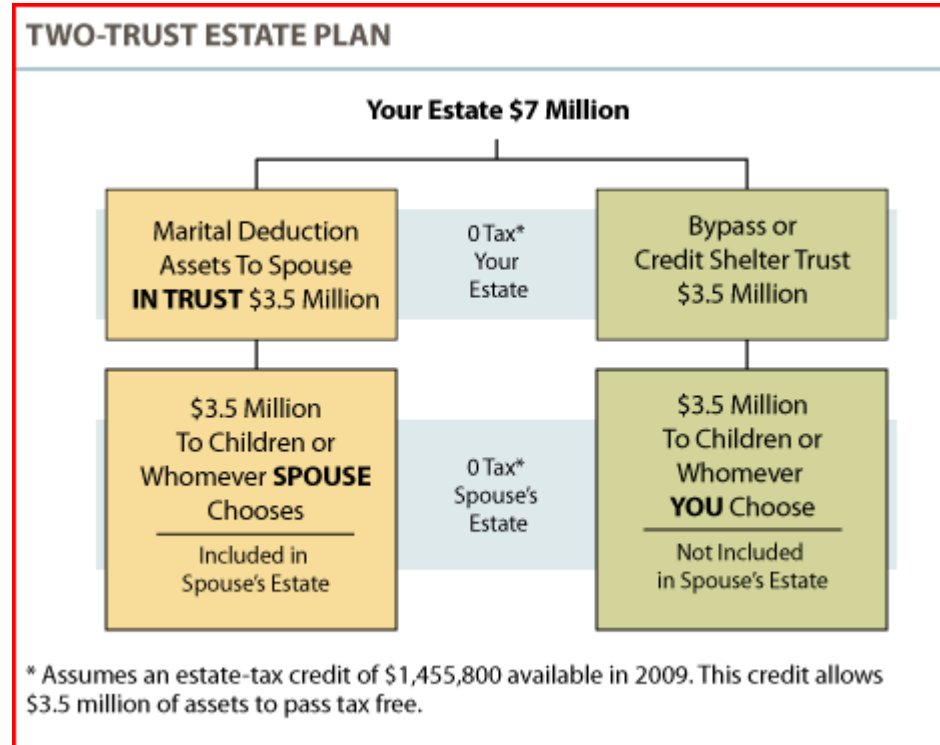 TWO-TRUST ESTATE PLAN
Your Estate $7 Million
Marital Deduction
Assets To Spouse
IN TRUST $3.5 Million
0 Tax*
Your
Estate
Bypass or
Credit Shelter Trust
$3.5 Million
$3.5 Million
To Children or
Whomever SPOUSE
Chooses
Included in
Spouse's Estate
0 Tax*
Spouse's
Estate
$3.5 Million
To Children or
Whomever
YOU Choose
Not Included
in Spouse's Estate
* Assumes an estate-tax credit of $1,455,800 available in 2009. This credit allows
$3.5 million of assets to pass tax free.